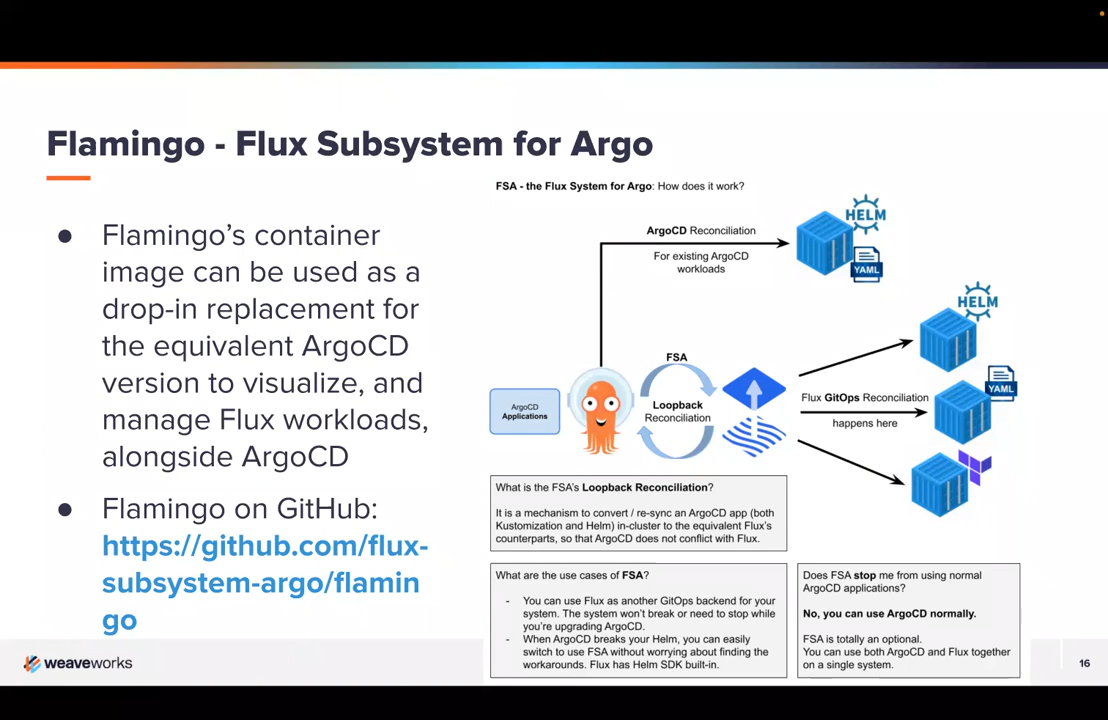 Flamingo - Flux Subsystem for Argo
● Flamingo’s container
image can be used as a
drop-in replacement for
the equivalent ArgoCD
version to visualize, and
manage Flux workloads,
alongside ArgoCD
● Flamingo on GitHub:
https://github.com/flux-
subsystem-argo/flamin
go
FSA - the Flux System for Argo: How does it work?
ArgoCD Reconciliation
For existing ArgoCD
workloads
HELM
YAML
ArgoCD
Applications
FSA
Loopback
Reconciliation
Flux GitOps Reconciliation
happens here
HELM
YAML
What is the FSA's Loopback Reconciliation?
It is a mechanism to convert / re-sync an ArgoCD app (both
Kustomization and Helm) in-cluster to the equivalent Flux's
counterparts, so that ArgoCD does not conflict with Flux.
What are the use cases of FSA?
- You can use Flux as another GitOps backend for your
system. The system won't break or need to stop while
you're upgrading ArgoCD.
- When ArgoCD breaks your Helm, you can easily
switch to use FSA without worrying about finding the
workarounds. Flux has Helm SDK built-in.
Does FSA stop me from using normal
ArgoCD applications?
No, you can use ArgoCD normally.
FSA is totally an optional.
You can use both ArgoCD and Flux together
on a single system.
weaveworks
16